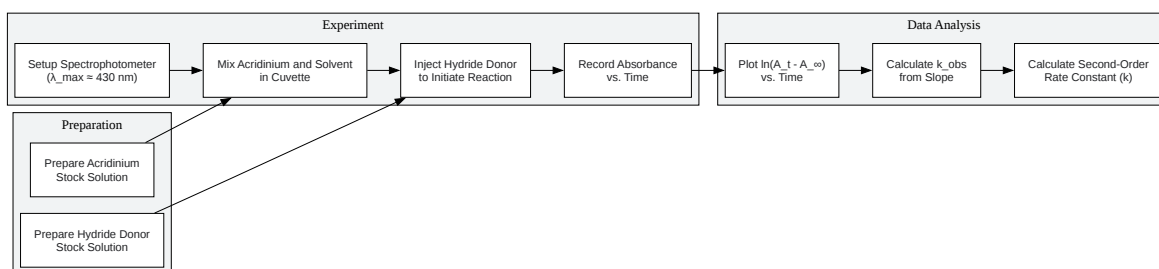 Experiment
Setup Spectrophotometer
(λ_max ≈ 430 nm)
Mix Acridinium and Solvent
in Cuvette
Inject Hydride Donor
to Initiate Reaction
Record Absorbance
vs. Time
Data Analysis
Plot ln(A_t - A_∞)
vs. Time
Calculate k_obs
from Slope
Calculate Second-Order
Rate Constant (k)
Preparation
Prepare Acridinium
Stock Solution
Prepare Hydride Donor
Stock Solution